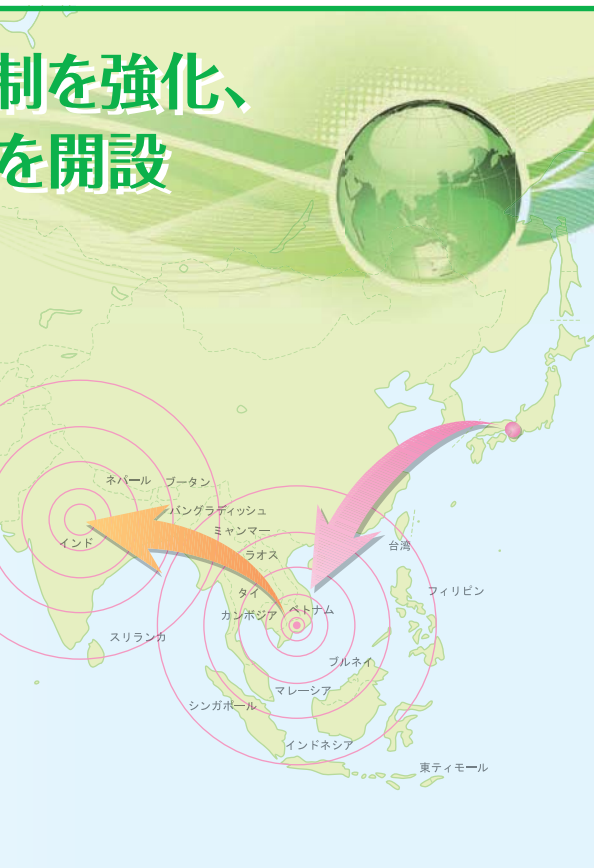 制を強化、
を開設
ネパール
ブータン
バングラディッシュ
ミャンマー
インド
ラオス
台湾
タイ
フィリピン
カンボジア
ベトナム
スリランカ
ブルネイ
マレーシア
シンガポール
インドネシア
東ティモール